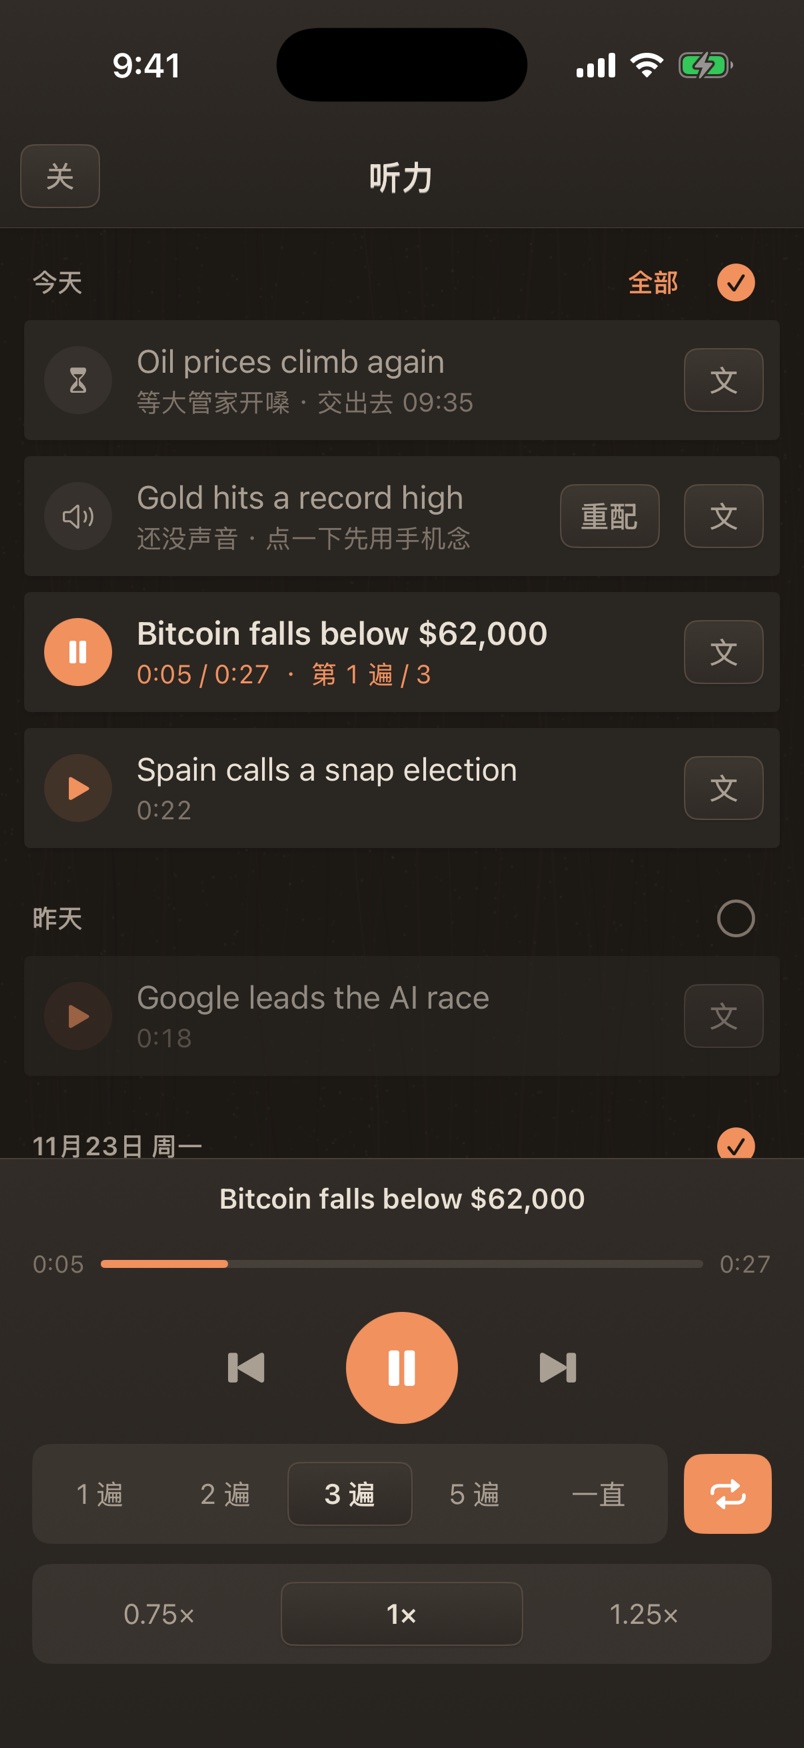 9:41
关
听力
今天
全部
Oil prices climb again
等大管家开嗓 · 交出去 09:35
文
Gold hits a record high
还没声音 · 点一下先用手机念
重配
文
Bitcoin falls below $62,000
0:05 / 0:27 · 第 1 遍 / 3
文
Spain calls a snap election
0:22
文
昨天
Google leads the AI race
0:18
文
11月23日 周一
Bitcoin falls below $62,000
0:05
0:27
1 遍
2 遍
3 遍
5 遍
一直
0.75×
1×
1.25×